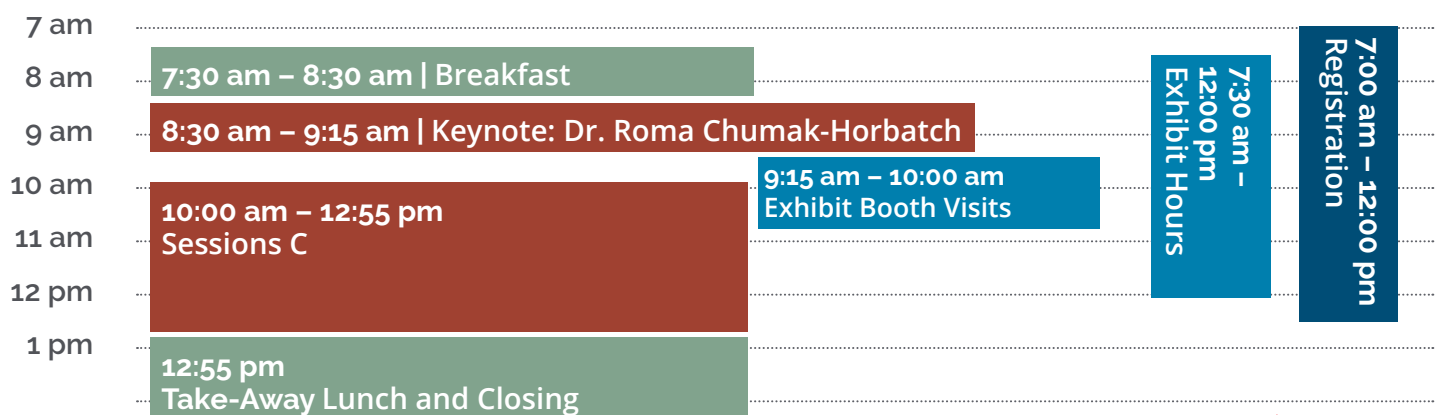 7 am
8 am
9 am
10 am
11 am
12 pm
1 pm
7:30 am – 8:30 am | Breakfast
8:30 am – 9:15 am | Keynote: Dr. Roma Chumak-Horbatch
9:15 am – 10:00 am
Exhibit Booth Visits
10:00 am – 12:55 pm
Sessions C
12:55 pm
Take-Away Lunch and Closing
7:30 am –
12:00 pm
Exhibit Hours
7:00 am – 12:00 pm
Registration